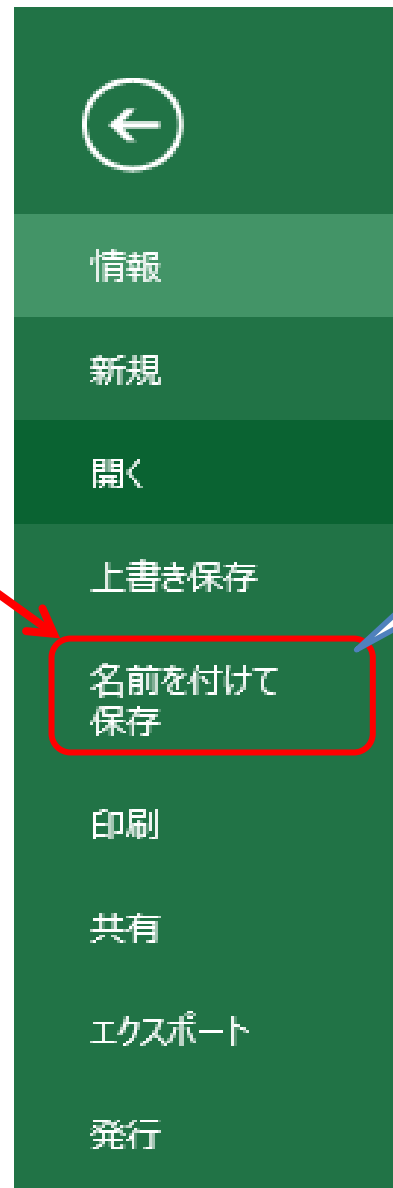 情報
新規
開く
上書き保存
名前を付けて
保存
印刷
共有
エクスポート
発行